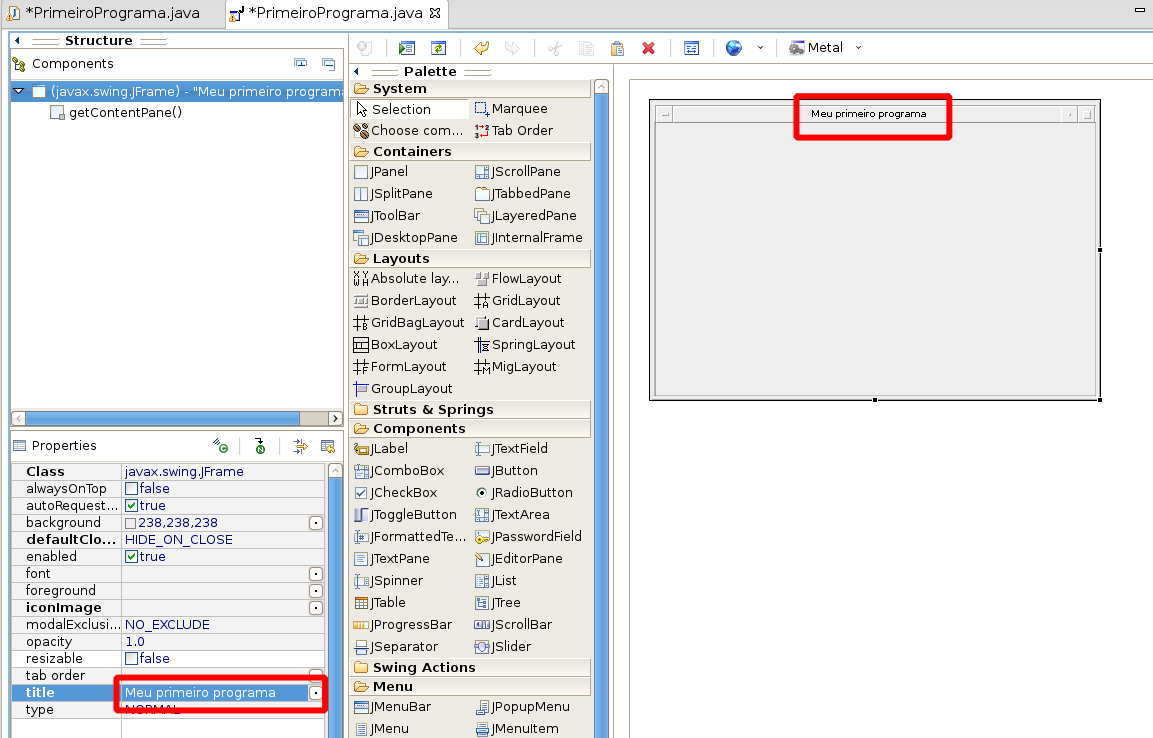 *PrimeiroPrograma.java
*PrimeiroPrograma.java
Structure
Components
(javax.swing.JFrame) - "Meu primeiro programa
getContentPane()
Properties
Class javax.swing.JFrame
alwaysOnTop false
autoRequest... true
background 238,238,238
defaultClo... HIDE_ON_CLOSE
enabled true
font
foreground
iconImage
modalExclusi... NO_EXCLUDE
opacity 1.0
resizable false
tab order
title Meu primeiro programa
type NORMAL
Metal
Palette
System
Selection Marquee
Choose com... Tab Order
Containers
JPanel JScrollPane
JSplitPane JTabbedPane
JToolBar JLayeredPane
JDesktopPane JInternalFrame
Layouts
Absolute lay... FlowLayout
BorderLayout GridLayout
GridBagLayout CardLayout
BoxLayout SpringLayout
FormLayout MigLayout
GroupLayout
Struts & Springs
Components
JLabel JTextField
JComboBox JButton
JCheckBox JRadioButton
JToggleButton JTextArea
JFormattedTe... JPasswordField
JTextPane JEditorPane
JSpinner JList
JTable JTree
JProgressBar JScrollBar
JSeparator JSlider
Swing Actions
Menu
JMenuBar JPopupMenu
JMenu JMenuItem
Meu primeiro programa